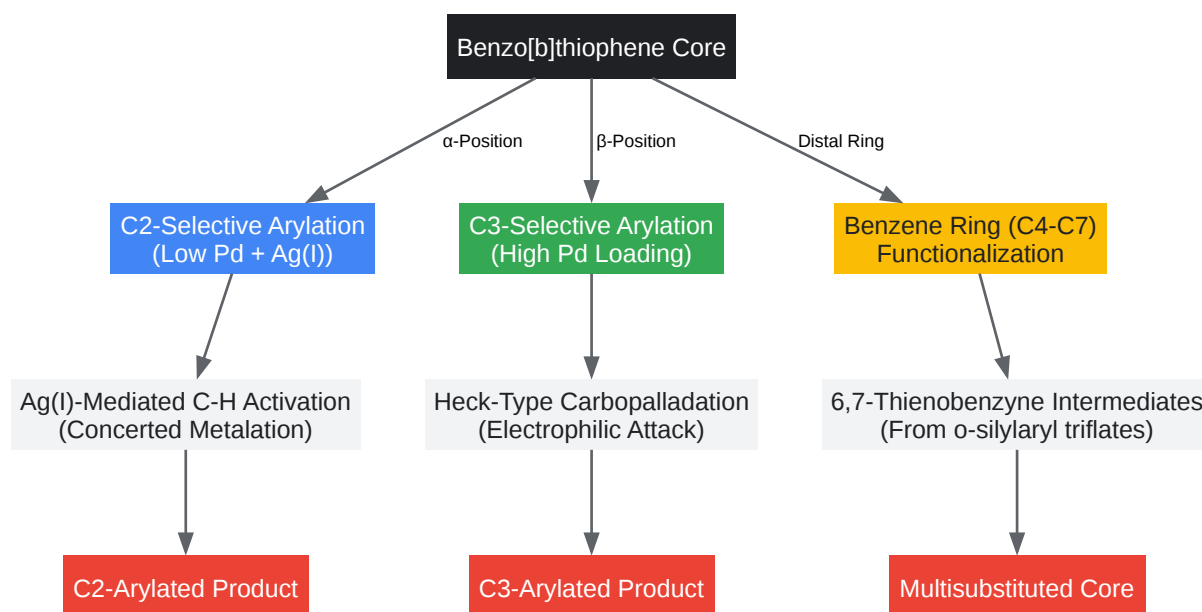 Benzo[b]thiophene Core
α-Position
β-Position
Distal Ring
C2-Selective Arylation
(Low Pd + Ag(I))
C3-Selective Arylation
(High Pd Loading)
Benzene Ring (C4-C7)
Functionalization
Ag(I)-Mediated C-H Activation
(Concerted Metalation)
Heck-Type Carbopalladation
(Electrophilic Attack)
6,7-Thienobenzyne Intermediates
(From o-silylaryl triflates)
C2-Arylated Product
C3-Arylated Product
Multisubstituted Core